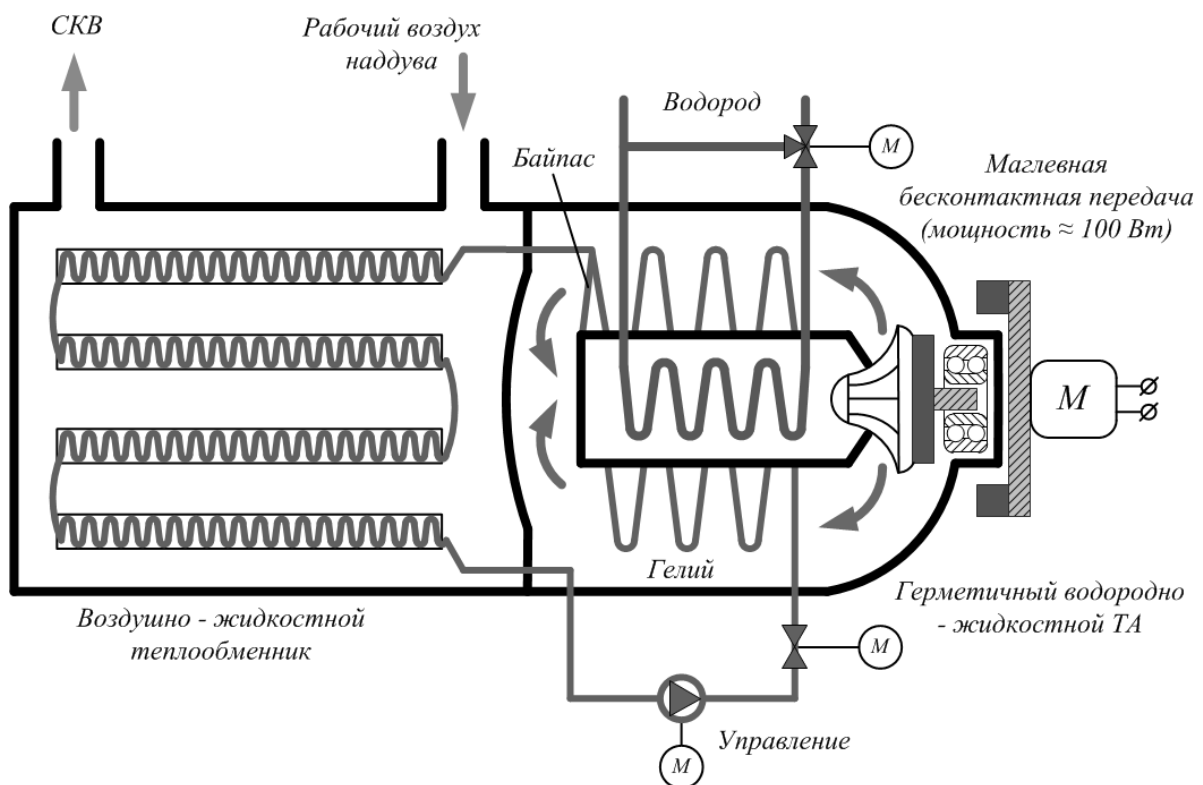 СКВ
Рабочий воздух
наддува
Водород
М
Байпас
Маглевная
бесконтактная передача
(мощность ≈ 100 Вт)
М
Гелий
Воздушно - жидкостной
теплообменник
Герметичный водородно
- жидкостной ТА
М
Управление
М